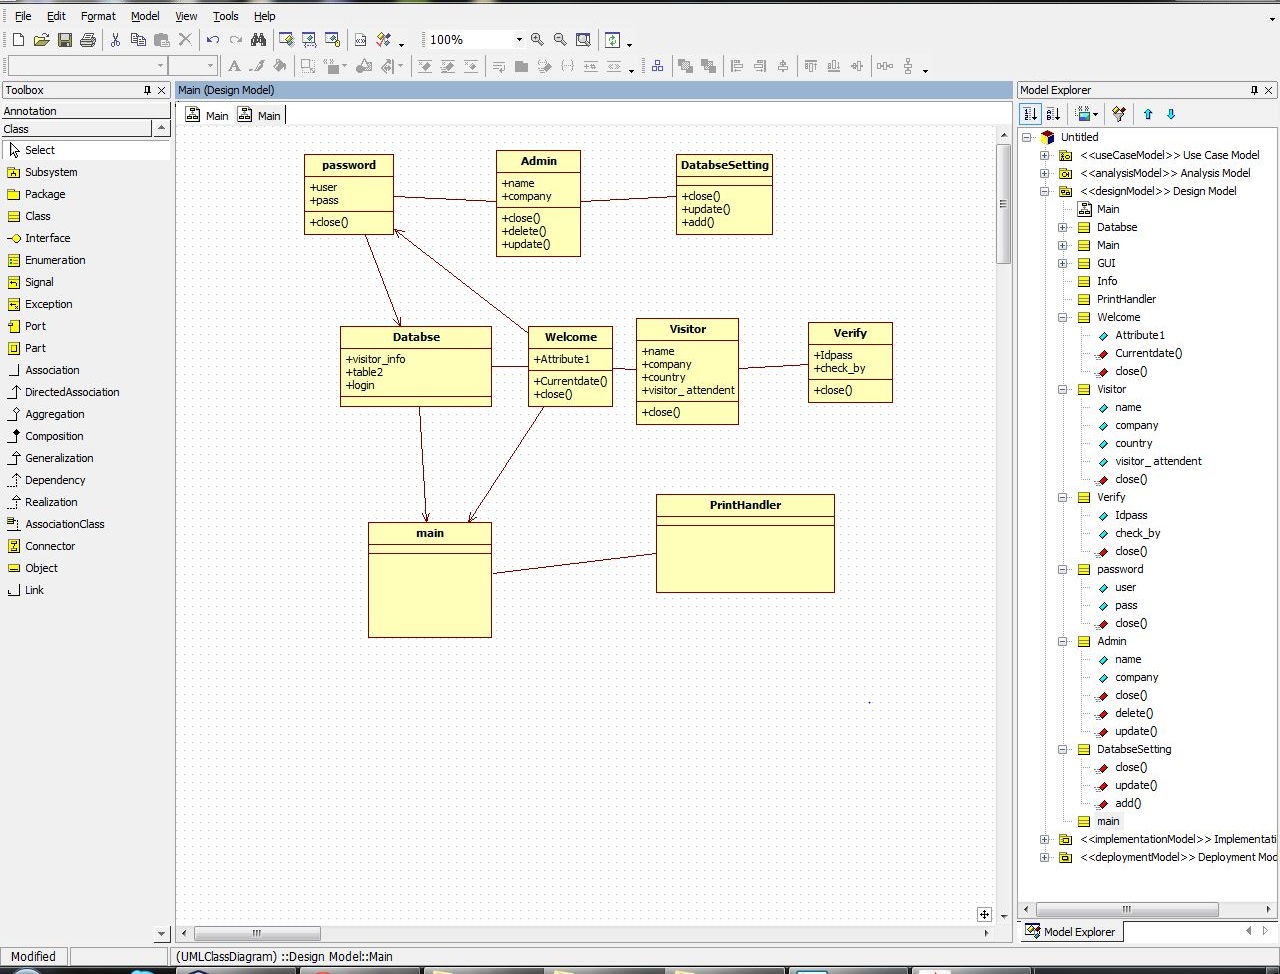 File Edit Format Model View Tools Help
100%
Toolbox
Annotation
Class
Select
Subsystem
Package
Class
Interface
Enumeration
Signal
Exception
Port
Part
Association
DirectedAssociation
Aggregation
Composition
Generalization
Dependency
Realization
AssociationClass
Connector
Object
Link
Main (Design Model)
Main Main
password
+user
+pass
+close()
Admin
+name
+company
+close()
+delete()
+update()
DatabseSetting
+close()
+update()
+add()
Databse
+visitor_info
+table2
+login
Welcome
+Attribute1
+Currentdate()
+close()
Visitor
+name
+company
+country
+visitor_ attendent
+close()
Verify
+Idpass
+check_by
+close()
main
PrintHandler
Model Explorer
Untitled
<<useCaseModel>> Use Case Model
<<analysisModel>> Analysis Model
<<designModel>> Design Model
Main
Databse
Main
GUI
Info
PrintHandler
Welcome
Attribute1
Currentdate()
close()
Visitor
name
company
country
visitor_ attendent
close()
Verify
Idpass
check_by
close()
password
user
pass
close()
Admin
name
company
close()
delete()
update()
DatabseSetting
close()
update()
add()
main
<<implementationModel>> Implementati
<<deploymentModel>> Deployment Mod
Model Explorer
Modified
(UMLClassDiagram) ::Design Model::Main